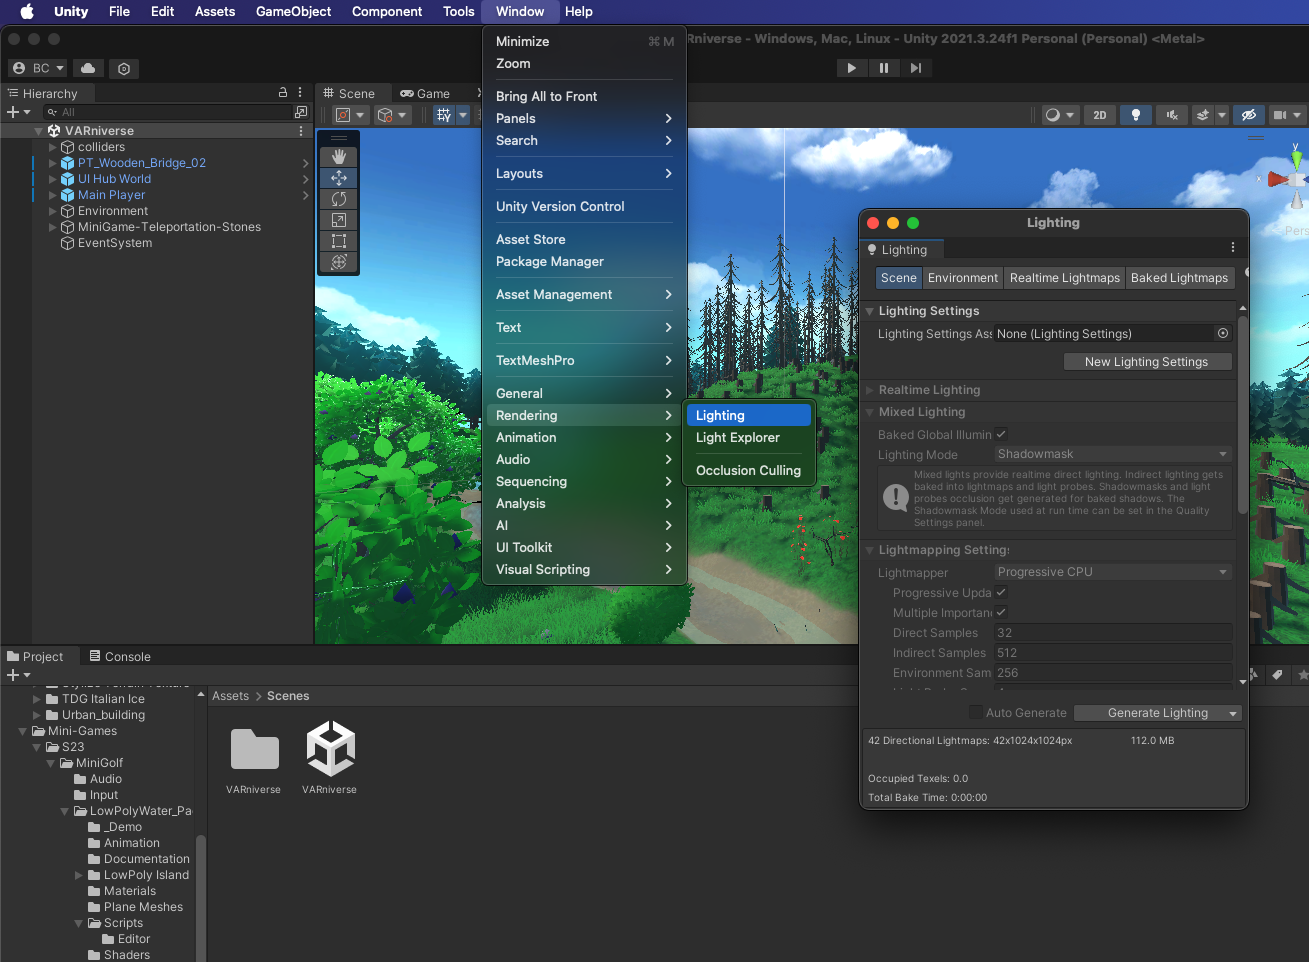 Unity File Edit Assets GameObject Component Tools Window Help
Rniverse - Windows, Mac, Linux - Unity 2021.3.24f1 Personal (Personal) <Metal>
BC
Hierarchy
All
VARniverse
colliders
PT_Wooden_Bridge_02
UI Hub World
Main Player
Environment
MiniGame-Teleportation-Stones
EventSystem
Scene Game
2D
Minimize ⌘ M
Zoom
Bring All to Front
Panels
Search
Layouts
Unity Version Control
Asset Store
Package Manager
Asset Management
Text
TextMeshPro
General
Rendering
Animation
Audio
Sequencing
Analysis
AI
UI Toolkit
Visual Scripting
Lighting
Light Explorer
Occlusion Culling
y
x
Pers
Lighting
Lighting
Scene Environment Realtime Lightmaps Baked Lightmaps
Lighting Settings
Lighting Settings Ass None (Lighting Settings)
New Lighting Settings
Realtime Lighting
Mixed Lighting
Baked Global Illumin
Lighting Mode Shadowmask
Mixed lights provide realtime direct lighting. Indirect lighting gets
baked into lightmaps and light probes. Shadowmasks and light
probes occlusion get generated for baked shadows. The
Shadowmask Mode used at run time can be set in the Quality
Settings panel.
Lightmapping Settings
Lightmapper Progressive CPU
Progressive Upda
Multiple Importanc
Direct Samples 32
Indirect Samples 512
Environment Sam 256
Auto Generate Generate Lighting
42 Directional Lightmaps: 42x1024x1024px 112.0 MB
Occupied Texels: 0.0
Total Bake Time: 0:00:00
Project Console
TDG Italian Ice
Urban_building
Mini-Games
S23
MiniGolf
Audio
Input
LowPolyWater_Pa
_Demo
Animation
Documentation
LowPoly Island
Materials
Plane Meshes
Scripts
Editor
Shaders
Assets > Scenes
VARniverse VARniverse